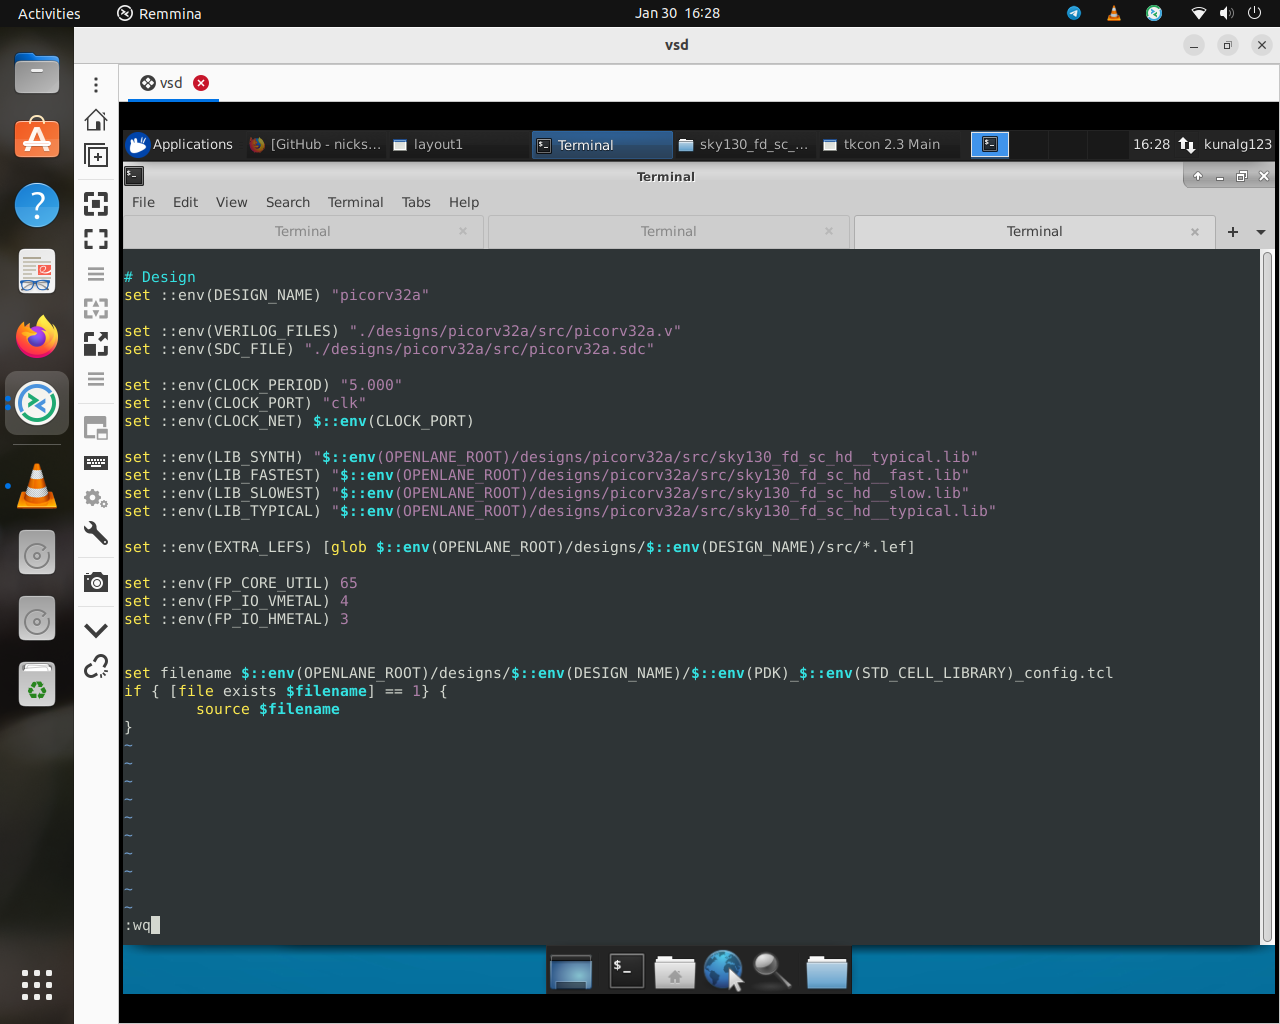 Activities
Remmina
Jan 30 16:28
vsd
vsd
Applications
[GitHub - nicks...
layout1
Terminal
sky130_fd_sc_...
tkcon 2.3 Main
16:28
kunalg123
Terminal
File Edit View Search Terminal Tabs Help
Terminal
Terminal
Terminal
# Design
set ::env(DESIGN_NAME) "picorv32a"
set ::env(VERILOG_FILES) "./designs/picorv32a/src/picorv32a.v"
set ::env(SDC_FILE) "./designs/picorv32a/src/picorv32a.sdc"
set ::env(CLOCK_PERIOD) "5.000"
set ::env(CLOCK_PORT) "clk"
set ::env(CLOCK_NET) $::env(CLOCK_PORT)
set ::env(LIB_SYNTH) "$::env(OPENLANE_ROOT)/designs/picorv32a/src/sky130_fd_sc_hd__typical.lib"
set ::env(LIB_FASTEST) "$::env(OPENLANE_ROOT)/designs/picorv32a/src/sky130_fd_sc_hd__fast.lib"
set ::env(LIB_SLOWEST) "$::env(OPENLANE_ROOT)/designs/picorv32a/src/sky130_fd_sc_hd__slow.lib"
set ::env(LIB_TYPICAL) "$::env(OPENLANE_ROOT)/designs/picorv32a/src/sky130_fd_sc_hd__typical.lib"
set ::env(EXTRA_LEFS) [glob $::env(OPENLANE_ROOT)/designs/$::env(DESIGN_NAME)/src/*.lef]
set ::env(FP_CORE_UTIL) 65
set ::env(FP_IO_VMETAL) 4
set ::env(FP_IO_HMETAL) 3
set filename $::env(OPENLANE_ROOT)/designs/$::env(DESIGN_NAME)/$::env(PDK)_$::env(STD_CELL_LIBRARY)_config.tcl
if { [file exists $filename] == 1} {
source $filename
}
~
~
~
~
~
~
~
~
~
~
:wq